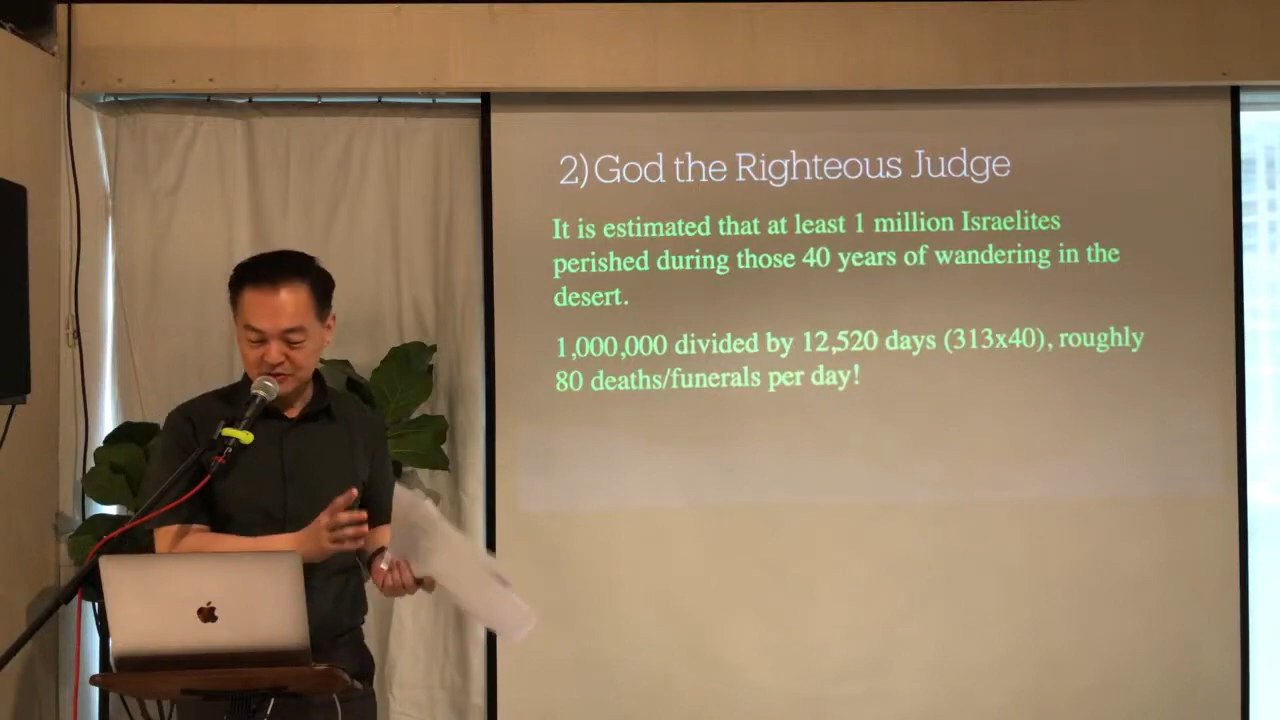 2) God the Righteous Judge
It is estimated that at least 1 million Israelites
perished during those 40 years of wandering in the
desert.
1,000,000 divided by 12,520 days (313x40), roughly
80 deaths/funerals per day!